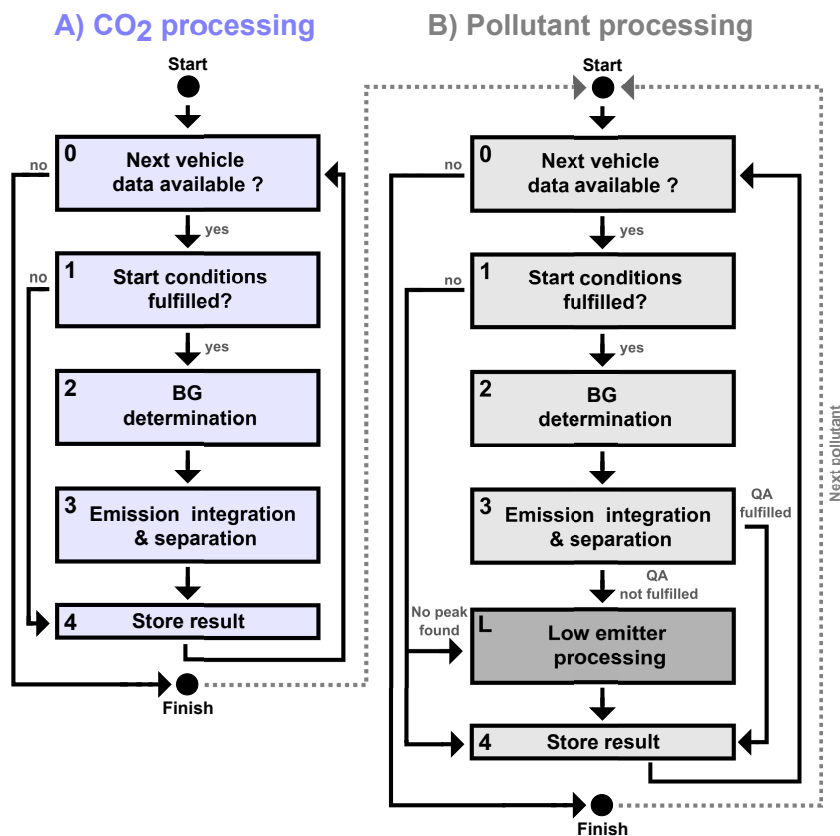 A) CO2 processing
Start
0
Next vehicle
data available ?
no
yes
1
Start conditions
fulfilled?
no
yes
2
BG
determination
3
Emission integration
& separation
4
Store result
Finish
B) Pollutant processing
Start
0
Next vehicle
data available ?
no
yes
1
Start conditions
fulfilled?
no
yes
2
BG
determination
3
Emission integration
& separation
QA
fulfilled
QA
not fulfilled
No peak
found
L
Low emitter
processing
4
Store result
Finish
Next pollutant